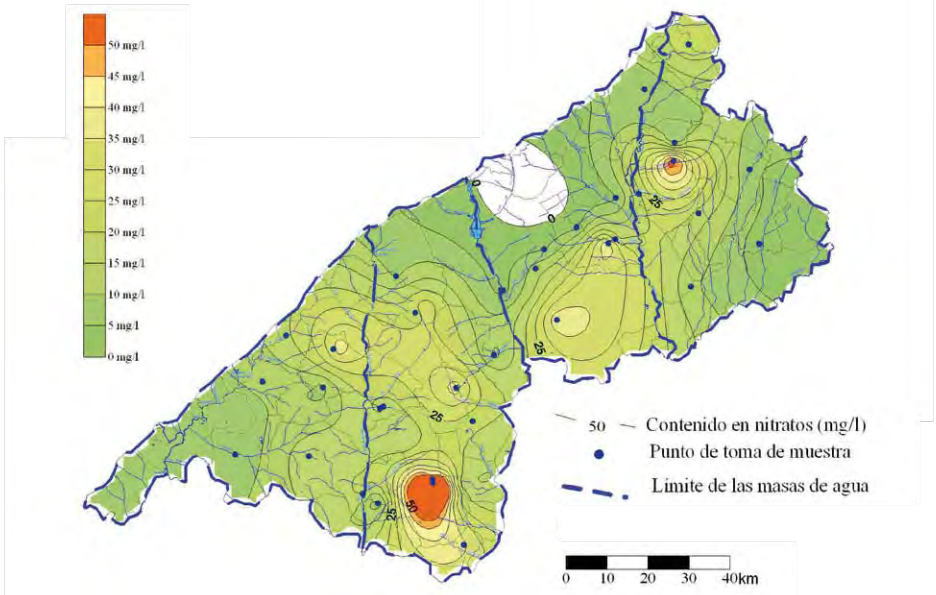 50 mg/l
45 mg/l
40 mg/l
35 mg/l
30 mg/l
25 mg/l
20 mg/l
15 mg/l
10 mg/l
5 mg/l
0 mg/l
0
0
25
25
25
25
50
50 Contenido en nitratos (mg/l)
Punto de toma de muestra
Límite de las masas de agua
0 10 20 30 40km